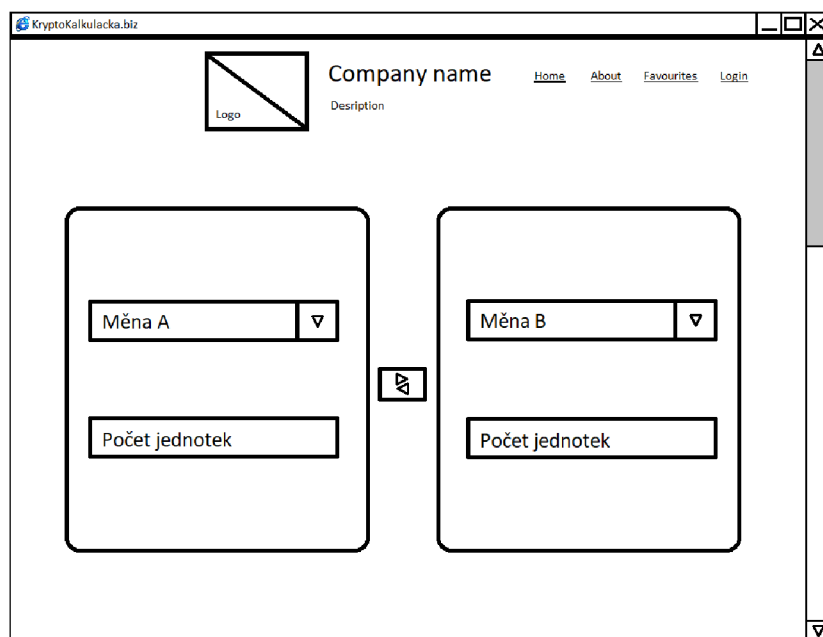 KryptoKalkulacka.biz
Logo
Company name
Desription
Home About Favourites Login
Měna A
Počet jednotek
Měna B
Počet jednotek